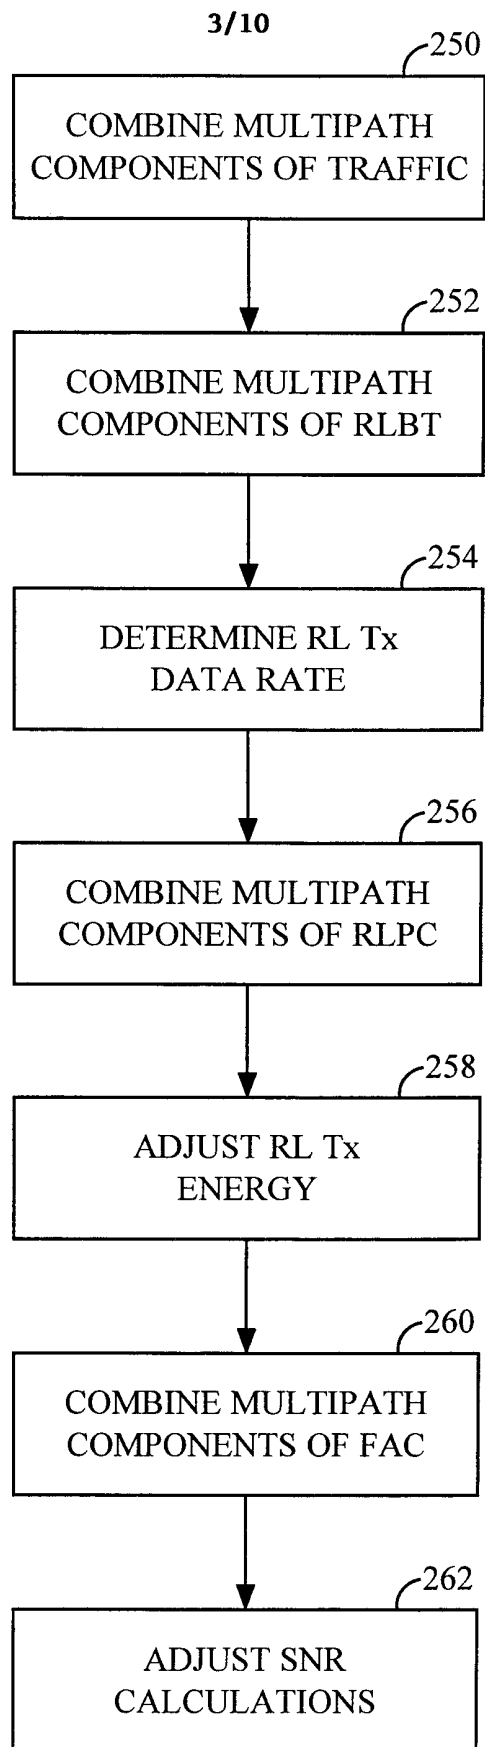 3/10
250
COMBINE MULTIPATH
COMPONENTS OF TRAFFIC
252
COMBINE MULTIPATH
COMPONENTS OF RLBT
254
DETERMINE RL Tx
DATA RATE
256
COMBINE MULTIPATH
COMPONENTS OF RLPC
258
ADJUST RL Tx
ENERGY
260
COMBINE MULTIPATH
COMPONENTS OF FAC
262
ADJUST SNR
CALCULATIONS